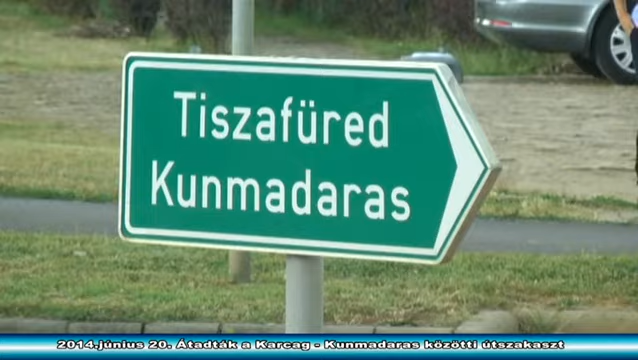 Tiszafüred
Kunmadaras
2014.június 20. Átadták a Karcag - Kunmadaras közötti útszakaszt